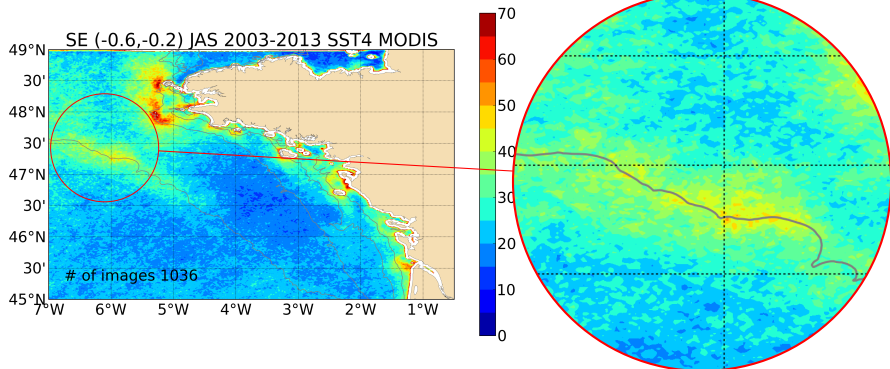 SE (-0.6,-0.2) JAS 2003-2013 SST4 MODIS
49°N
30'
48°N
30'
47°N
30'
46°N
30'
45°N
# of images 1036
7°W 6°W 5°W 4°W 3°W 2°W 1°W
70
60
50
40
30
20
10
0